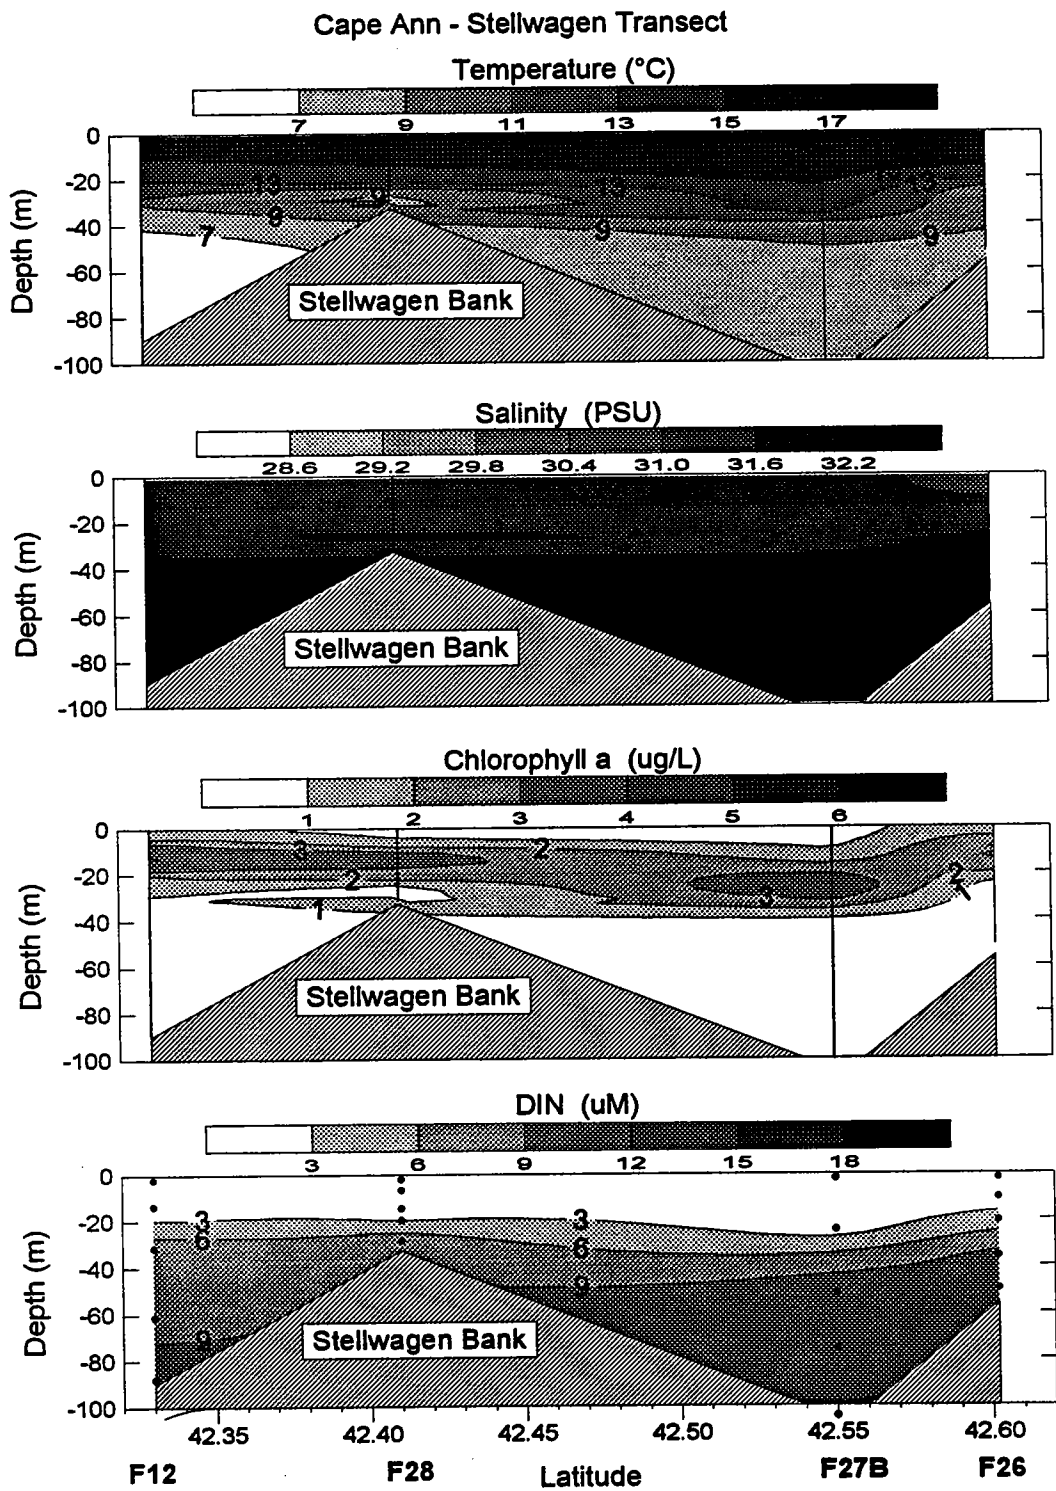 Cape Ann - Stellwagen Transect
Temperature (°C)
7 9 11 13 15 17
0
-20
-40
-60
-80
-100
Depth (m)
13 13 13
9
9 9 9
7
Stellwagen Bank
Salinity (PSU)
28.6 29.2 29.8 30.4 31.0 31.6 32.2
0
-20
-40
-60
-80
-100
Depth (m)
Stellwagen Bank
Chlorophyll a (ug/L)
1 2 3 4 5 6
0
-20
-40
-60
-80
-100
Depth (m)
3 2
2 3 2
1 1
Stellwagen Bank
DIN (uM)
3 6 9 12 15 18
0
-20
-40
-60
-80
-100
Depth (m)
3 3
6 6
9 9
Stellwagen Bank
42.35 42.40 42.45 42.50 42.55 42.60
F12 F28 F27B F26
Latitude